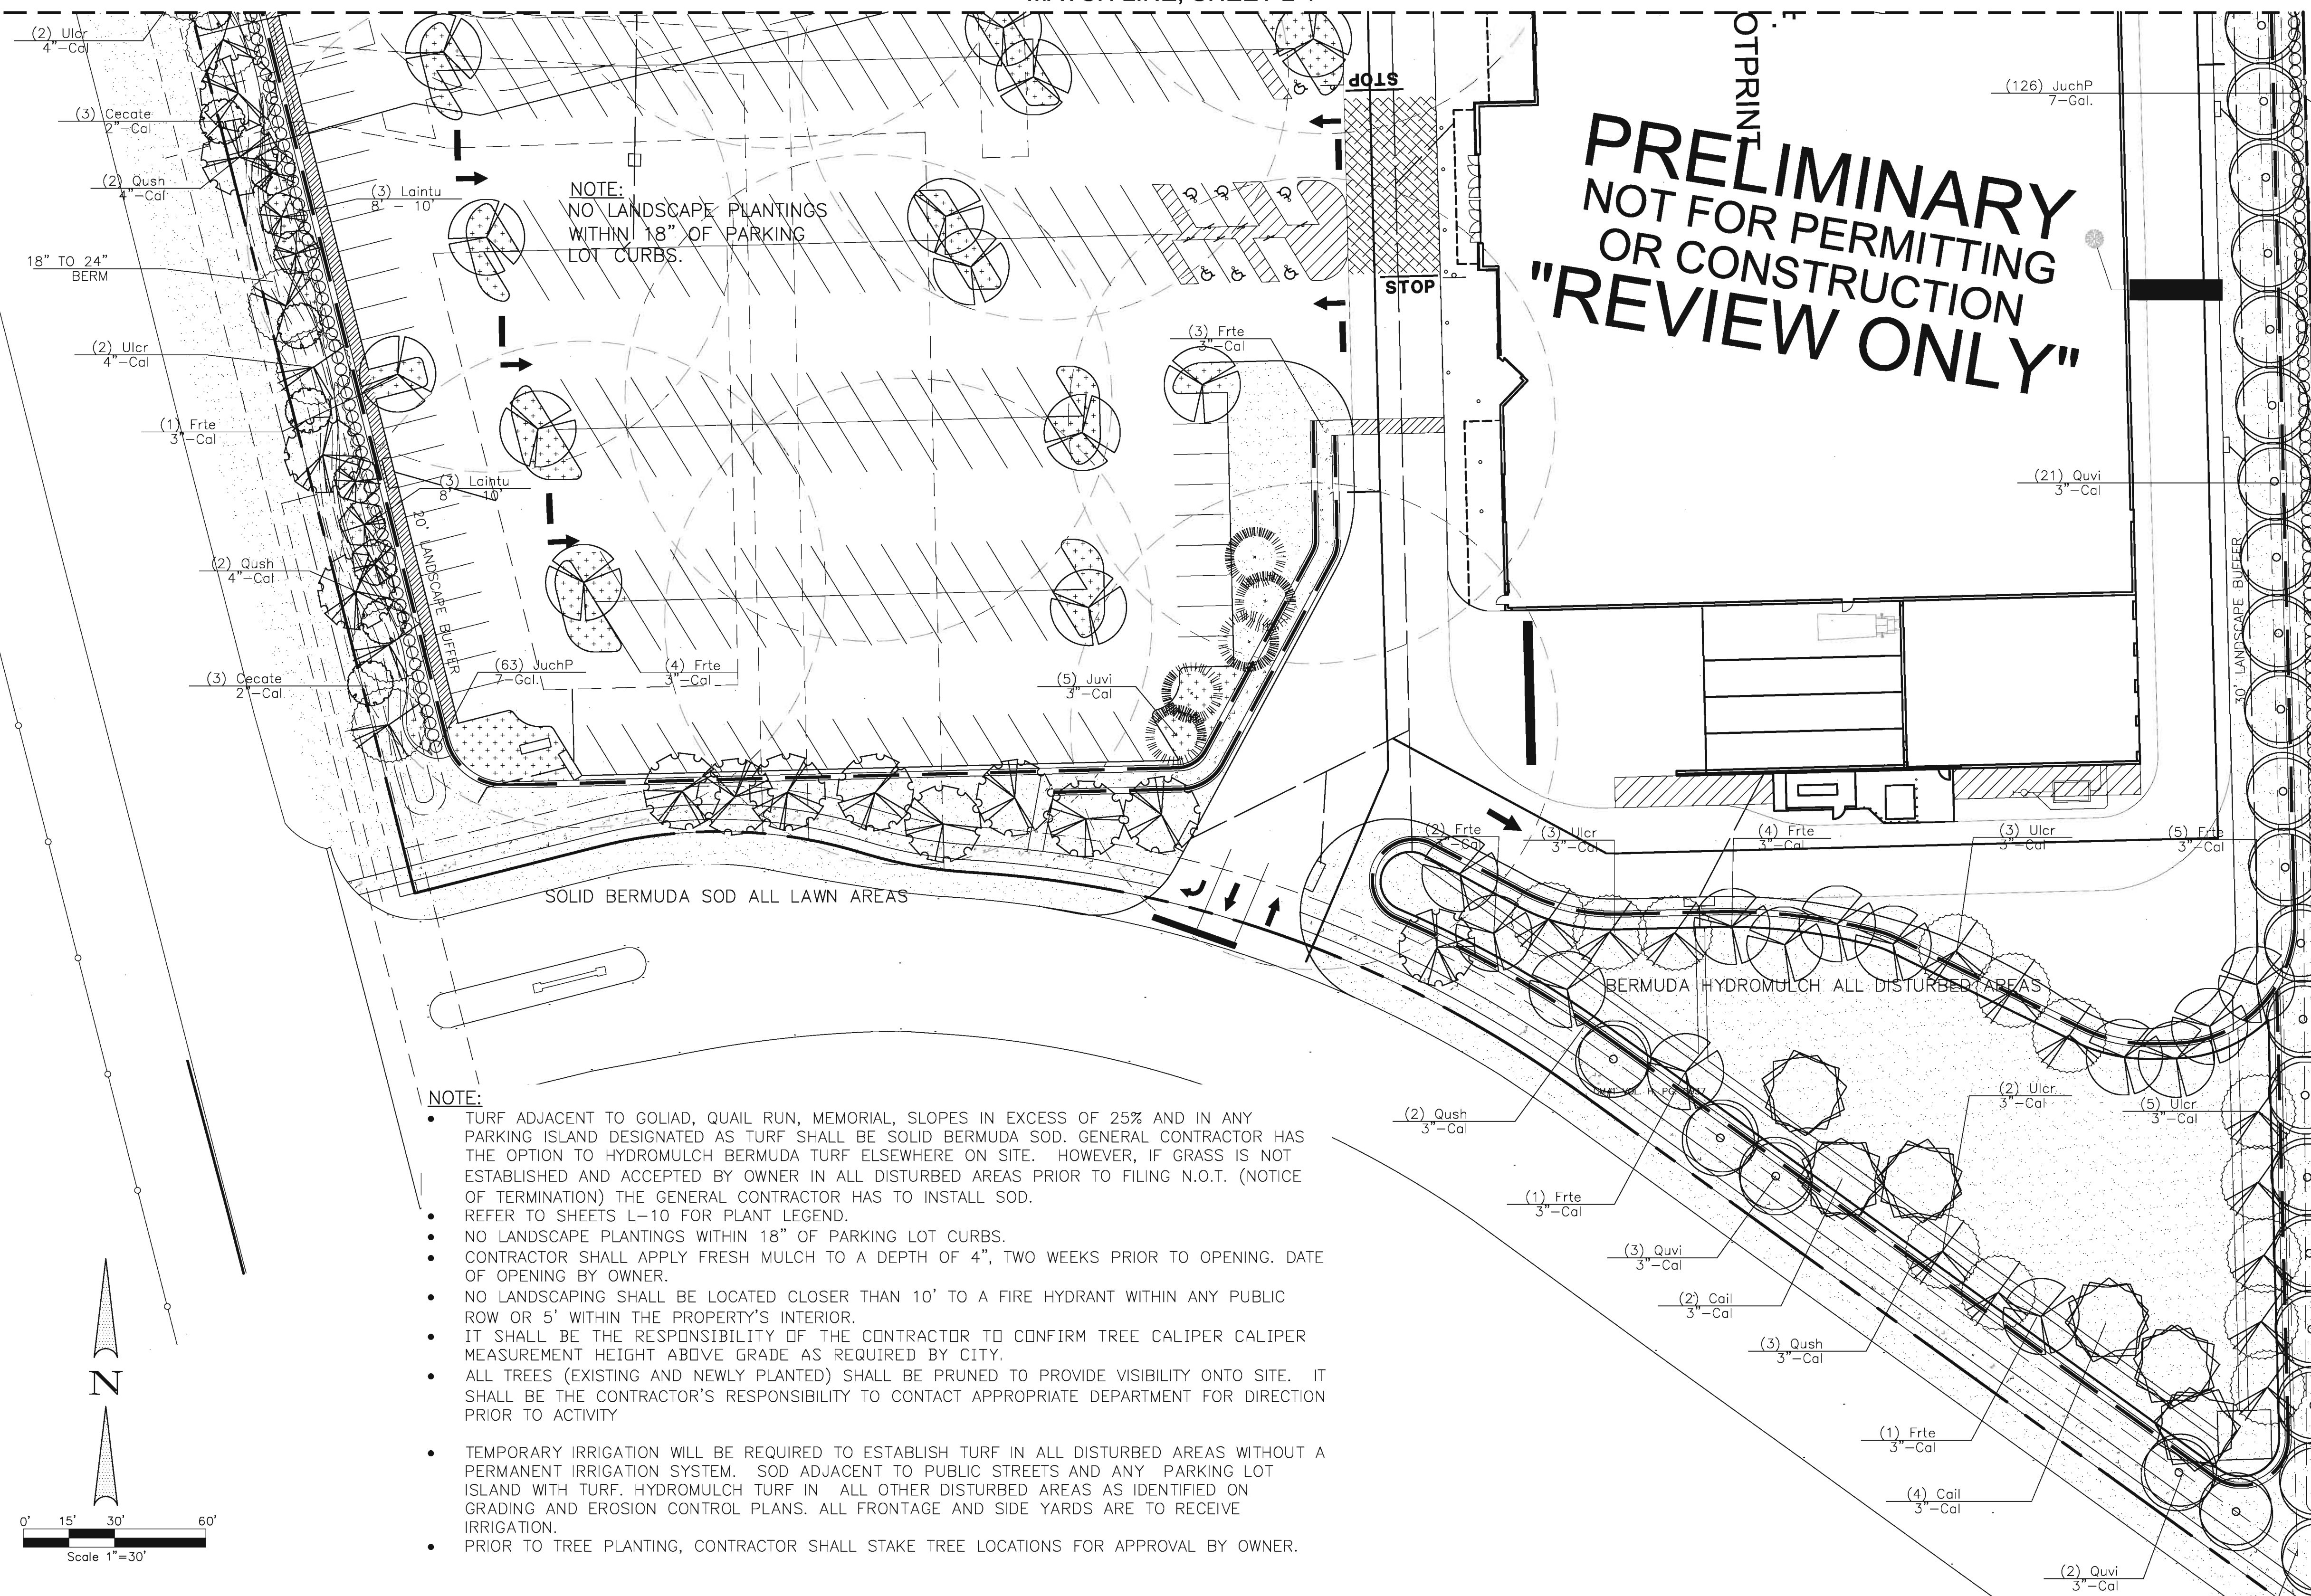 (2) Ulcr
4"-Cal
(3) Cecate
2"-Cal
(2) Qush
4"-Cal
(3) Laintu
8' - 10'
18" TO 24"
BERM
(2) Ulcr
4"-Cal
(1) Frte
3"-Cal
(3) Laintu
8' - 10'
20' LANDSCAPE BUFFER
(2) Qush
4"-Cal
(3) Cecate
2"-Cal
(63) JuchP
7-Gal.
(4) Frte
3"-Cal
(5) Juvi
3"-Cal
NOTE:
NO LANDSCAPE PLANTINGS
WITHIN 18" OF PARKING
LOT CURBS.
STOP
STOP
(3) Frte
3"-Cal
OTPRINT
PRELIMINARY
NOT FOR PERMITTING
OR CONSTRUCTION
"REVIEW ONLY"
(126) JuchP
7-Gal.
(21) Quvi
3"-Cal
30' LANDSCAPE BUFFER
SOLID BERMUDA SOD ALL LAWN AREAS
(2) Frte
3"-Cal
(3) Ulcr
3"-Cal
(4) Frte
3"-Cal
(3) Ulcr
3"-Cal
(5) Frte
3"-Cal
BERMUDA HYDROMULCH ALL DISTURBED AREAS
(2) Qush
3"-Cal
(2) Ulcr
3"-Cal
(5) Ulcr
3"-Cal
(1) Frte
3"-Cal
(3) Quvi
3"-Cal
(2) Cail
3"-Cal
(3) Qush
3"-Cal
(1) Frte
3"-Cal
(4) Cail
3"-Cal
(2) Quvi
3"-Cal
NOTE:
• TURF ADJACENT TO GOLIAD, QUAIL RUN, MEMORIAL, SLOPES IN EXCESS OF 25% AND IN ANY
PARKING ISLAND DESIGNATED AS TURF SHALL BE SOLID BERMUDA SOD. GENERAL CONTRACTOR HAS
THE OPTION TO HYDROMULCH BERMUDA TURF ELSEWHERE ON SITE. HOWEVER, IF GRASS IS NOT
ESTABLISHED AND ACCEPTED BY OWNER IN ALL DISTURBED AREAS PRIOR TO FILING N.O.T. (NOTICE
OF TERMINATION) THE GENERAL CONTRACTOR HAS TO INSTALL SOD.
• REFER TO SHEETS L-10 FOR PLANT LEGEND.
• NO LANDSCAPE PLANTINGS WITHIN 18" OF PARKING LOT CURBS.
• CONTRACTOR SHALL APPLY FRESH MULCH TO A DEPTH OF 4", TWO WEEKS PRIOR TO OPENING. DATE
OF OPENING BY OWNER.
• NO LANDSCAPING SHALL BE LOCATED CLOSER THAN 10' TO A FIRE HYDRANT WITHIN ANY PUBLIC
ROW OR 5' WITHIN THE PROPERTY'S INTERIOR.
• IT SHALL BE THE RESPONSIBILITY OF THE CONTRACTOR TO CONFIRM TREE CALIPER CALIPER
MEASUREMENT HEIGHT ABOVE GRADE AS REQUIRED BY CITY.
• ALL TREES (EXISTING AND NEWLY PLANTED) SHALL BE PRUNED TO PROVIDE VISIBILITY ONTO SITE. IT
SHALL BE THE CONTRACTOR'S RESPONSIBILITY TO CONTACT APPROPRIATE DEPARTMENT FOR DIRECTION
PRIOR TO ACTIVITY
• TEMPORARY IRRIGATION WILL BE REQUIRED TO ESTABLISH TURF IN ALL DISTURBED AREAS WITHOUT A
PERMANENT IRRIGATION SYSTEM. SOD ADJACENT TO PUBLIC STREETS AND ANY PARKING LOT
ISLAND WITH TURF. HYDROMULCH TURF IN ALL OTHER DISTURBED AREAS AS IDENTIFIED ON
GRADING AND EROSION CONTROL PLANS. ALL FRONTAGE AND SIDE YARDS ARE TO RECEIVE
IRRIGATION.
• PRIOR TO TREE PLANTING, CONTRACTOR SHALL STAKE TREE LOCATIONS FOR APPROVAL BY OWNER.
N
0' 15' 30' 60'
Scale 1"=30'